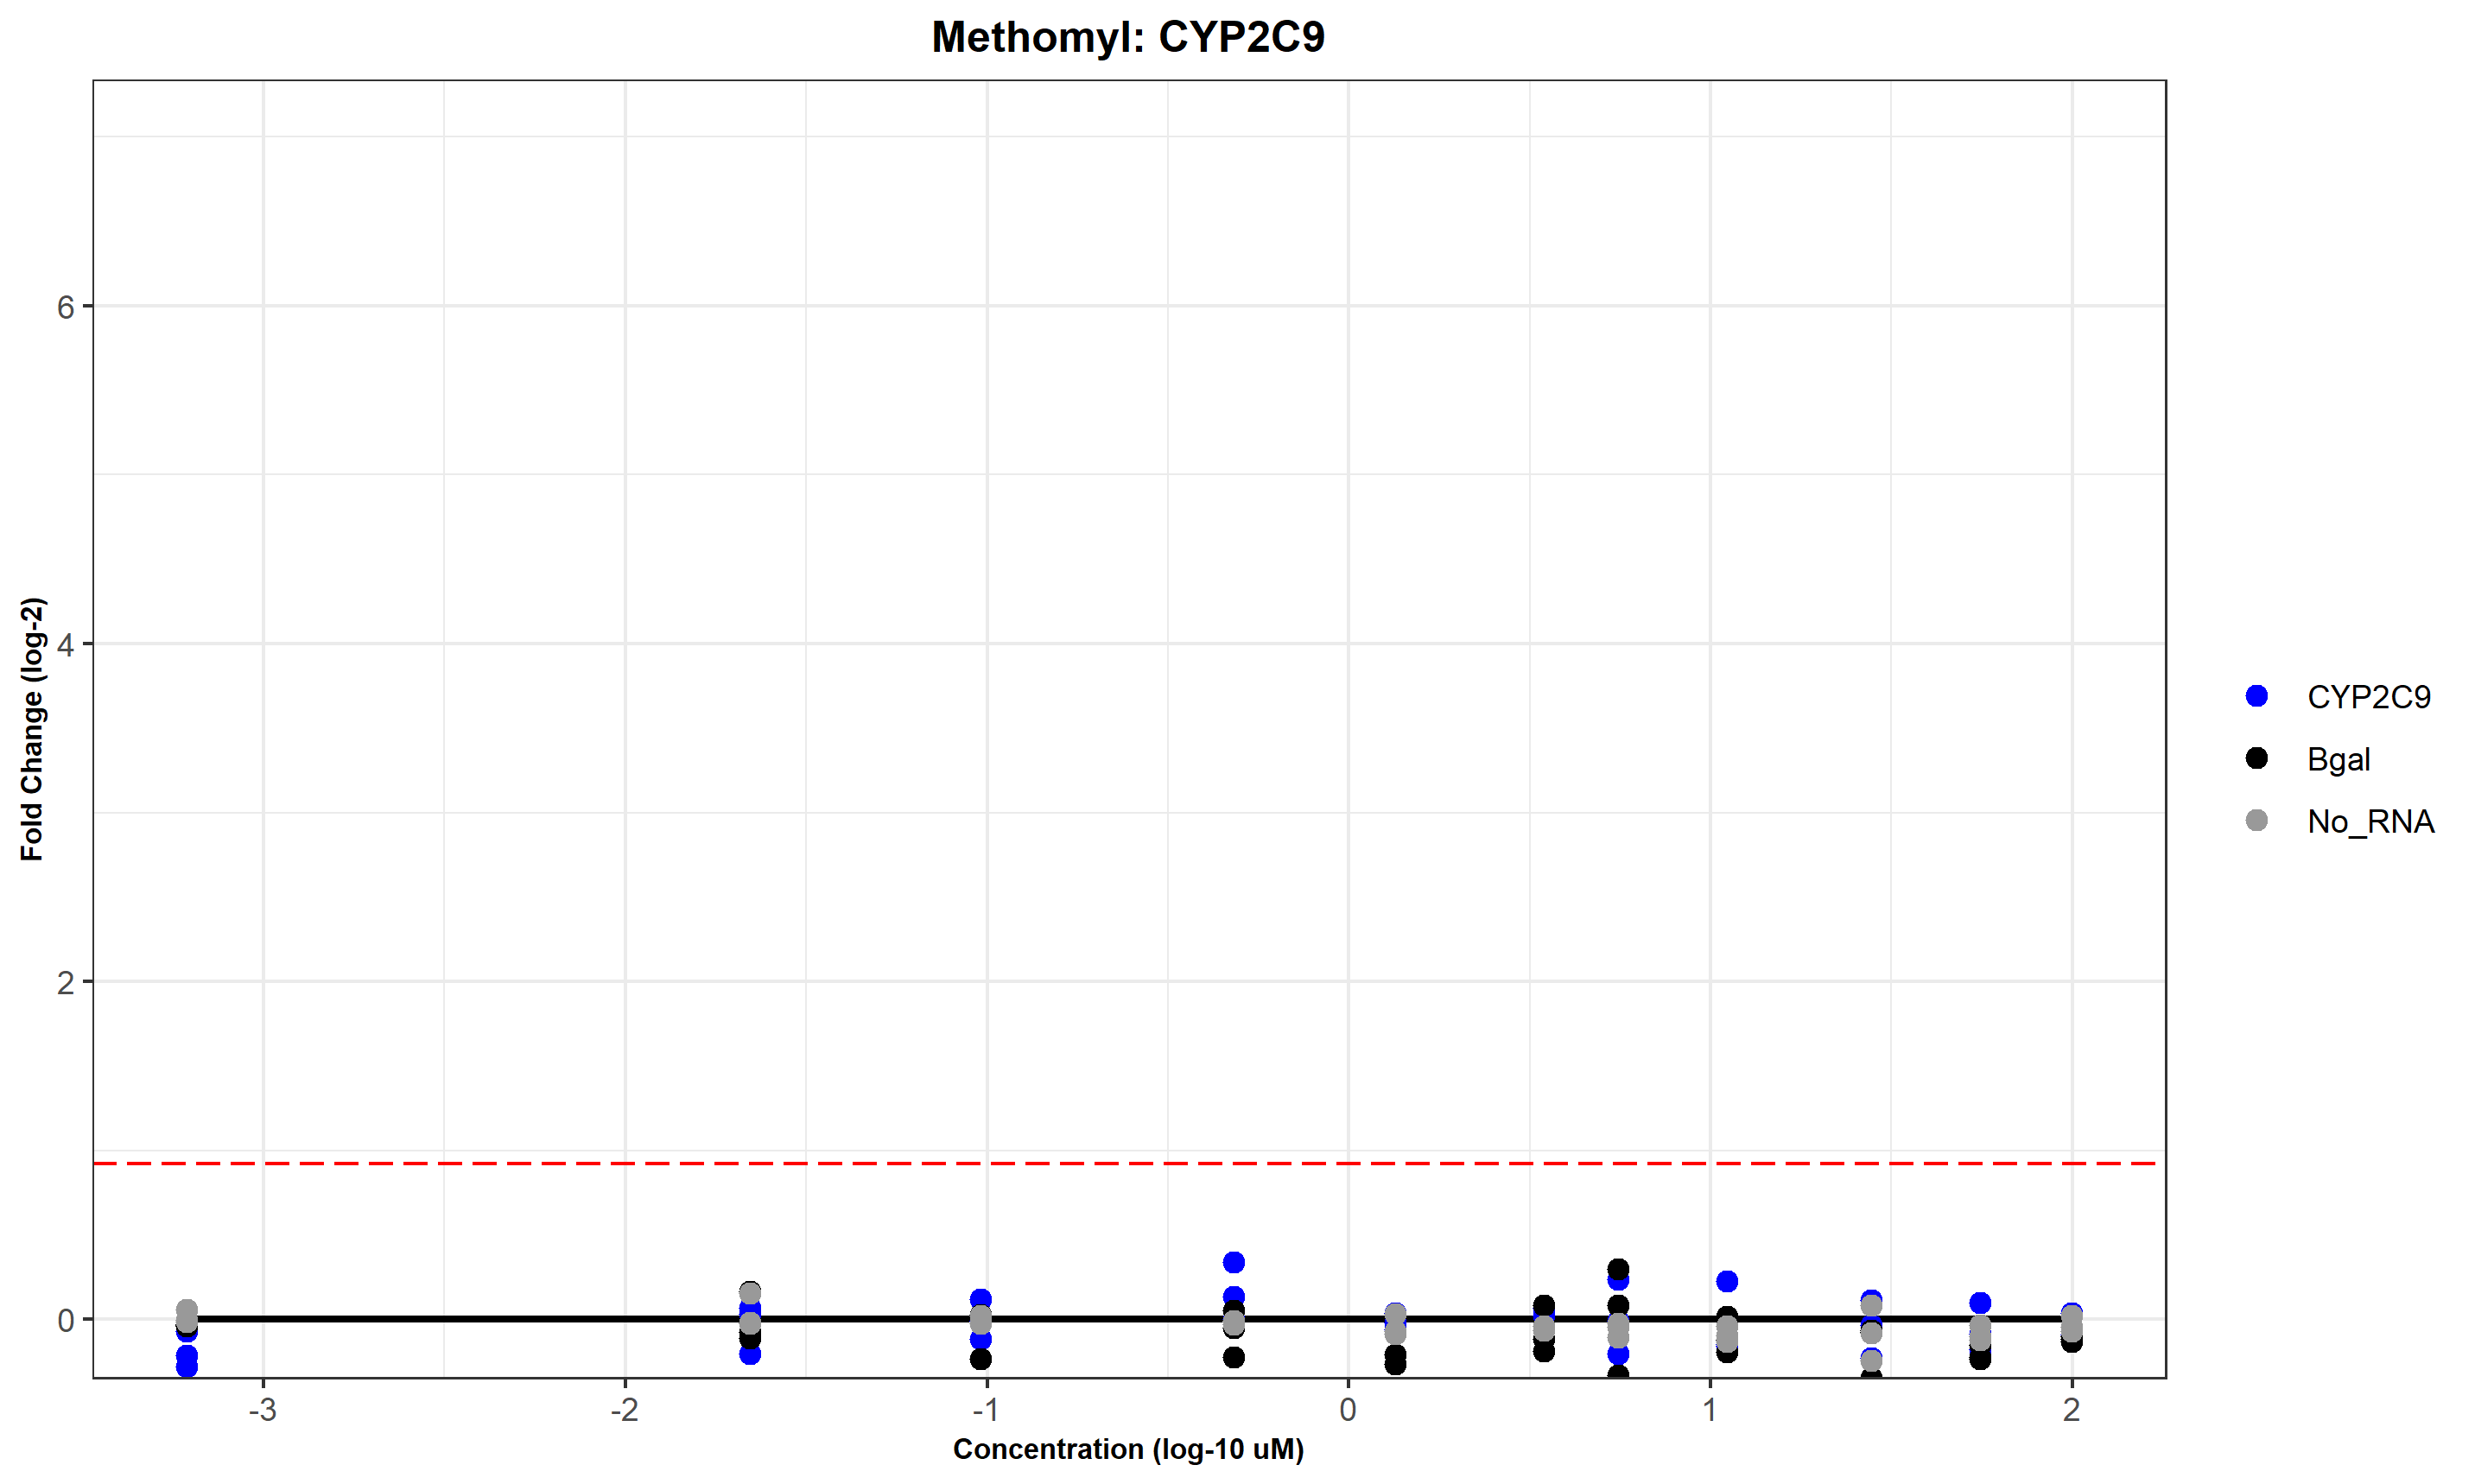 Methomyl: CYP2C9
Fold Change (log-2)
6
4
2
0
-3
-2
-1
0
1
2
Concentration (log-10 uM)
CYP2C9
Bgal
No_RNA